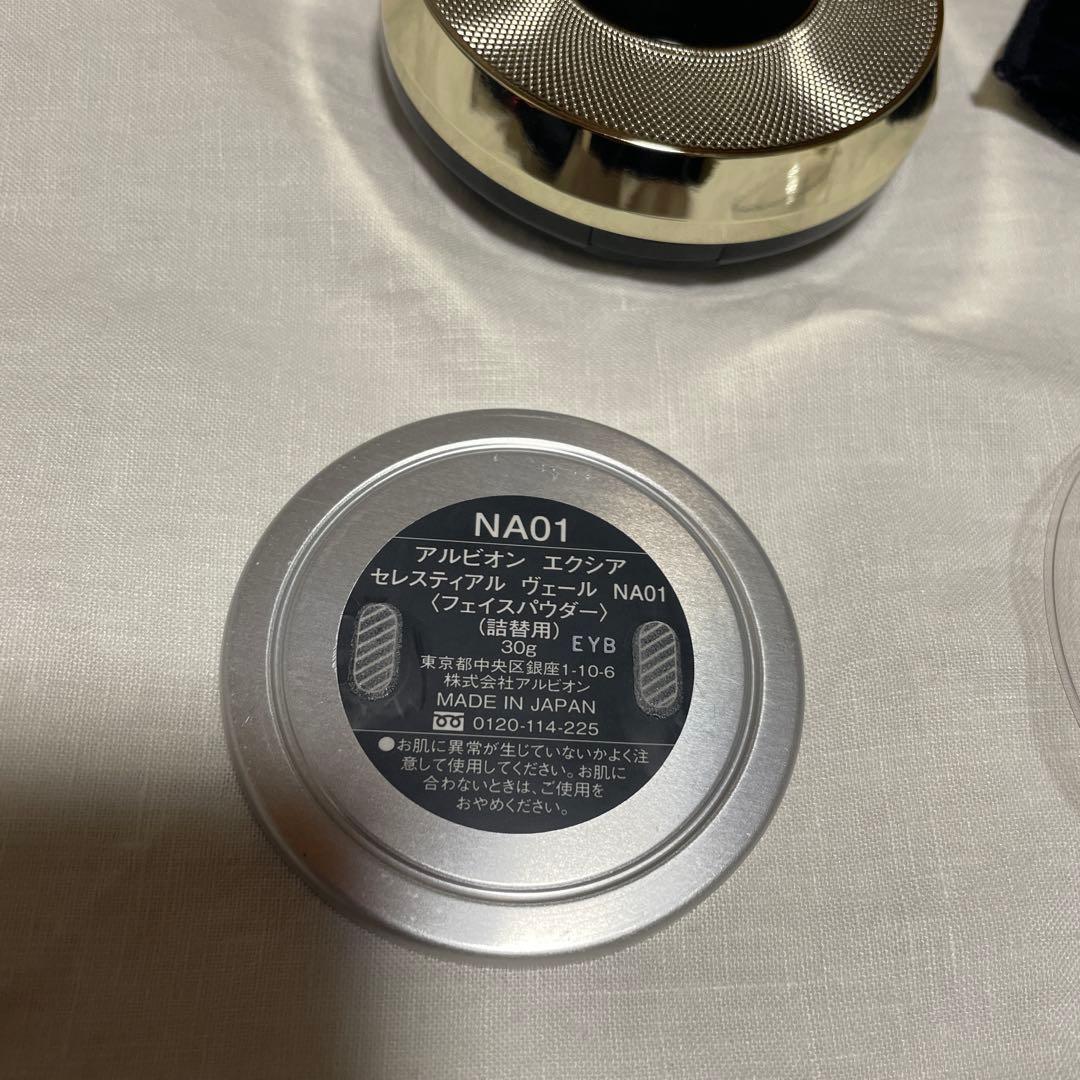 NA01
アルビオン エクシア
セレスティアル ヴェール NA01
〈フェイスパウダー〉
(詰替用)
30g EYB
東京都中央区銀座1-10-6
株式会社アルビオン
MADE IN JAPAN
0120-114-225
●お肌に異常が生じていないかよく注
意して使用してください。お肌に
合わないときは、ご使用を
おやめください。